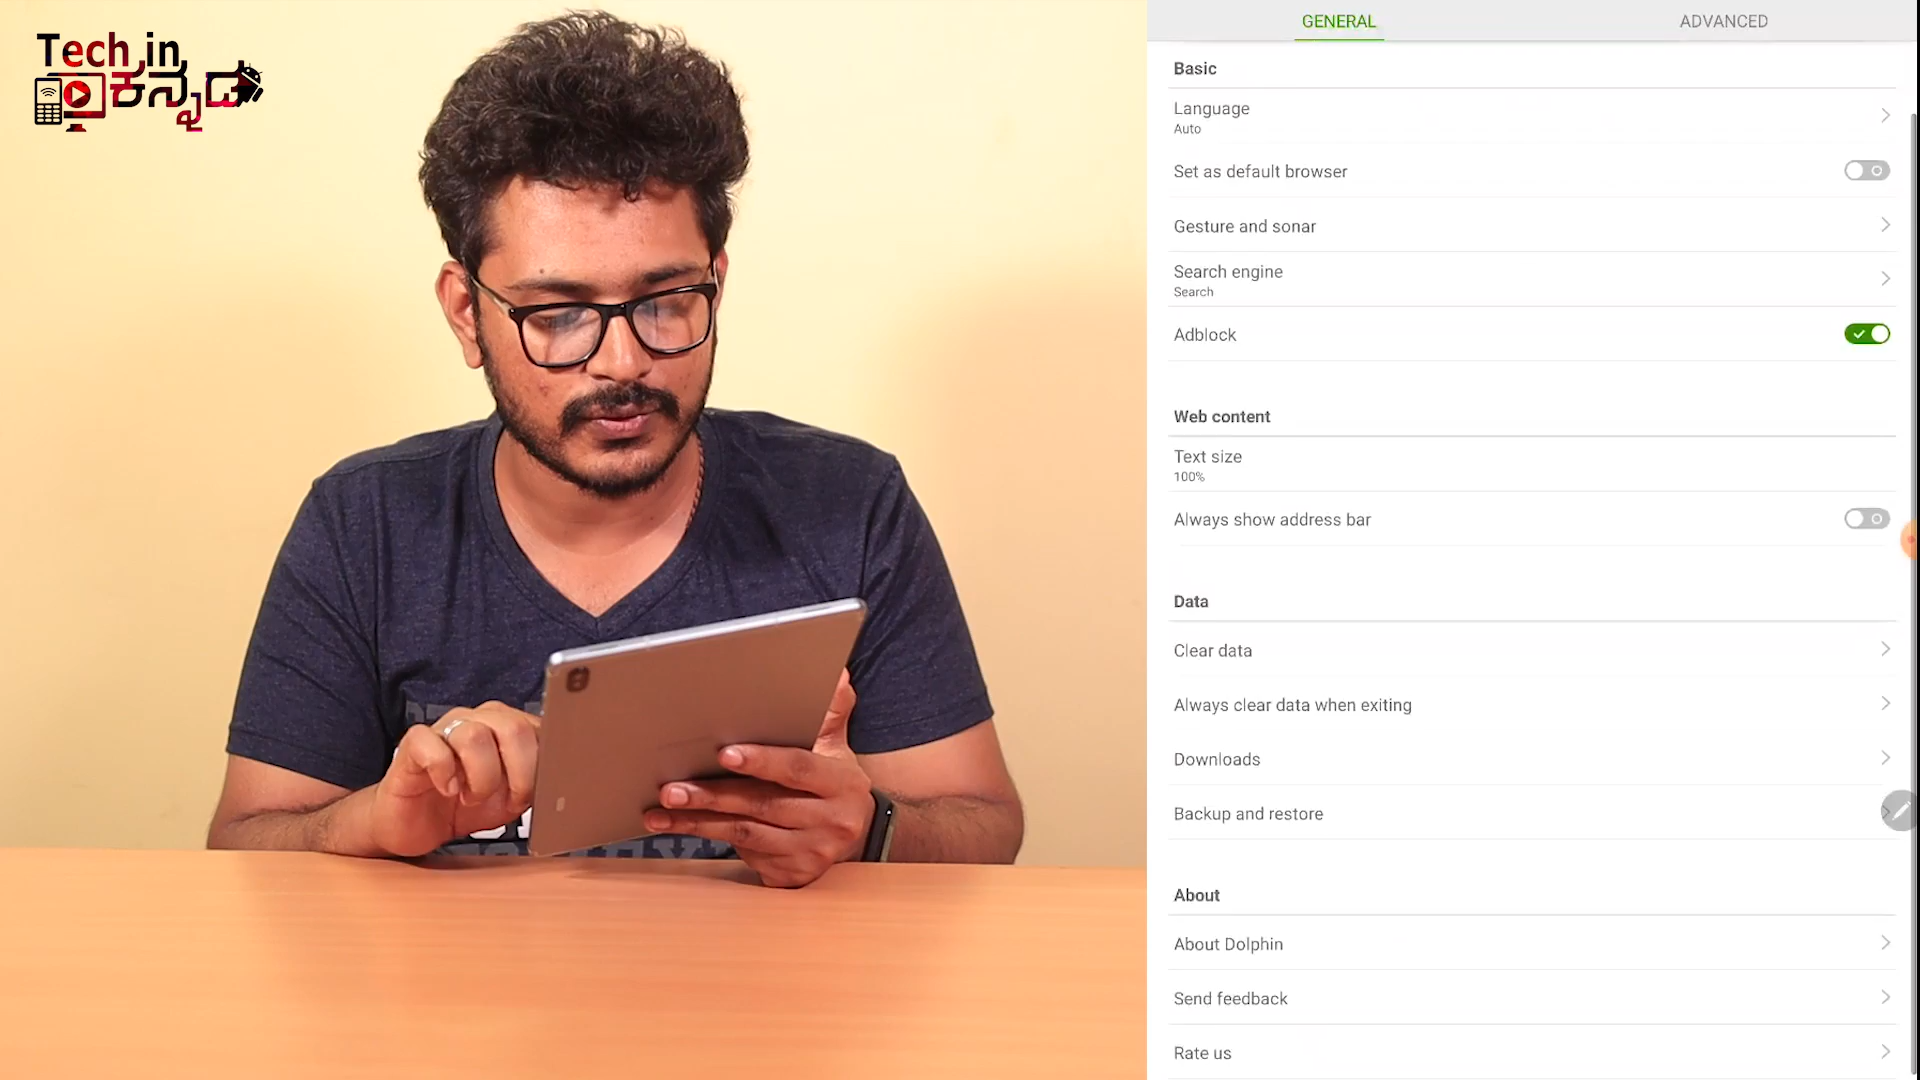 Tech in
ಕನ್ನಡ
GENERAL
ADVANCED
Basic
Language
Auto
Set as default browser
Gesture and sonar
Search engine
Search
Adblock
Web content
Text size
100%
Always show address bar
Data
Clear data
Always clear data when exiting
Downloads
Backup and restore
About
About Dolphin
Send feedback
Rate us